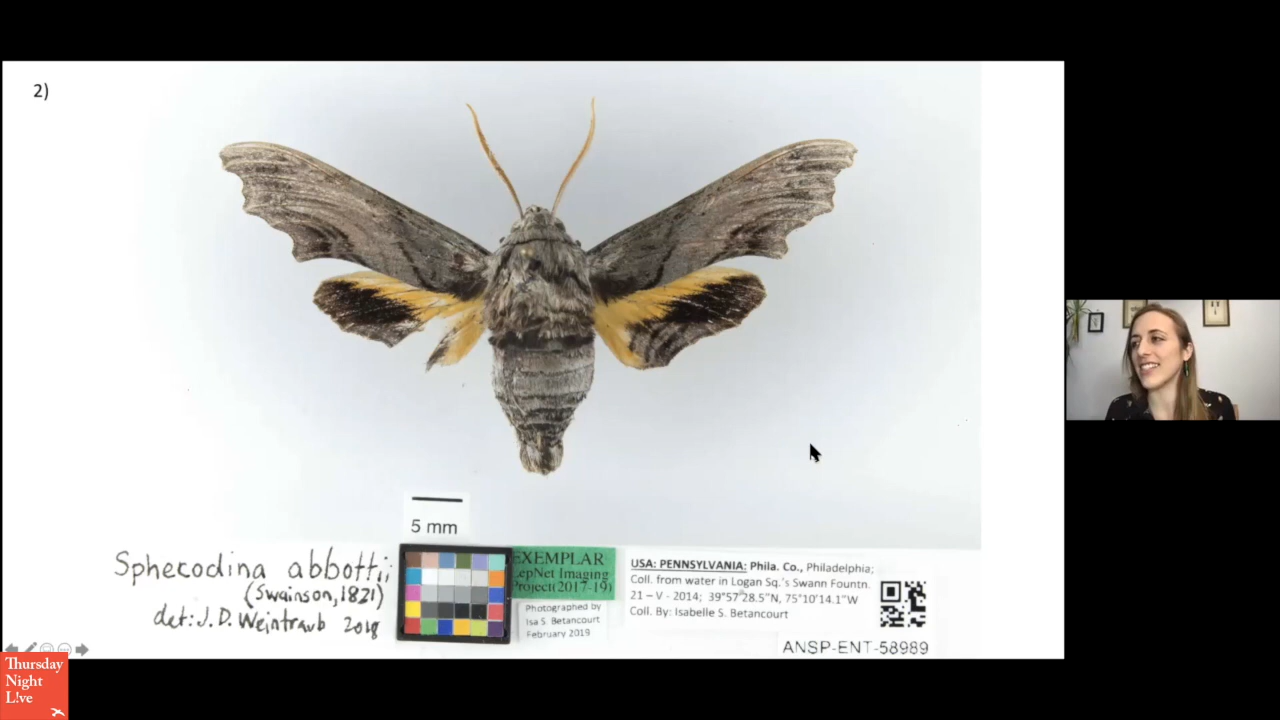 2)
5 mm
Sphecodina abbottii
(Swainson, 1821)
det: J. D. Weintraub 2018
EXEMPLAR
LepNet Imaging
Project (2017-19)
Photographed by
Isa S. Betancourt
February 2019
USA: PENNSYLVANIA: Phila. Co., Philadelphia;
Coll. from water in Logan Sq.'s Swann Fountn.
21 – V - 2014; 39°57'28.5"N, 75°10'14.1"W
Coll. By: Isabelle S. Betancourt
ANSP-ENT-58989
Thursday
Night
L!ve